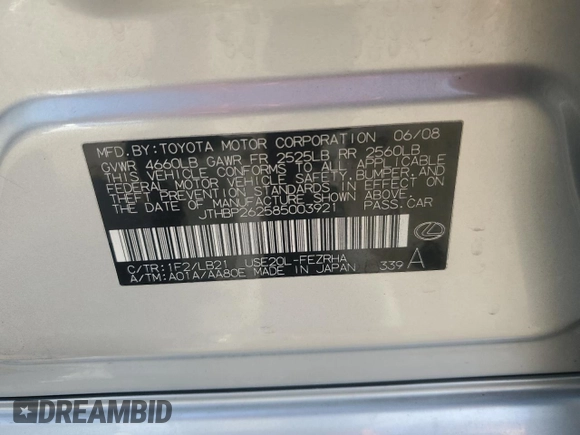 MFD. BY: TOYOTA MOTOR CORPORATION 06/08
GVWR 4660LB GAWR FR 2525LB RR 2560LB
THIS VEHICLE CONFORMS TO ALL APPLICABLE
FEDERAL MOTOR VEHICLE SAFETY, BUMPER, AND
THEFT PREVENTION STANDARDS IN EFFECT ON
THE DATE OF MANUFACTURE SHOWN ABOVE.
JTHBP262585003921 PASS.CAR
C/TR: 1F2/LB21 USE20L-FEZRHA
A/TM: A01A/AA80E MADE IN JAPAN 339 A
DREAMBID